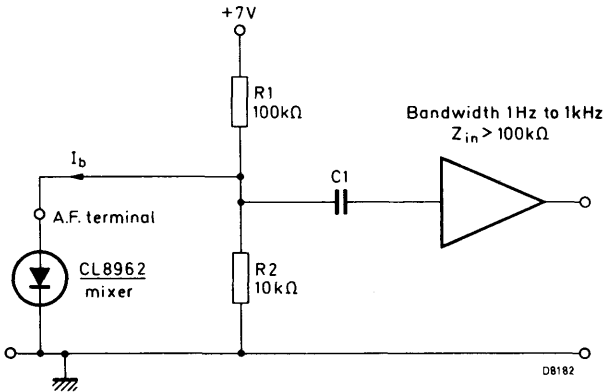 +7V
R1
100kΩ
Bandwidth 1Hz to 1kHz
Zin > 100kΩ
Ib
C1
A.F. terminal
CL8962
mixer
R2
10kΩ
D8182